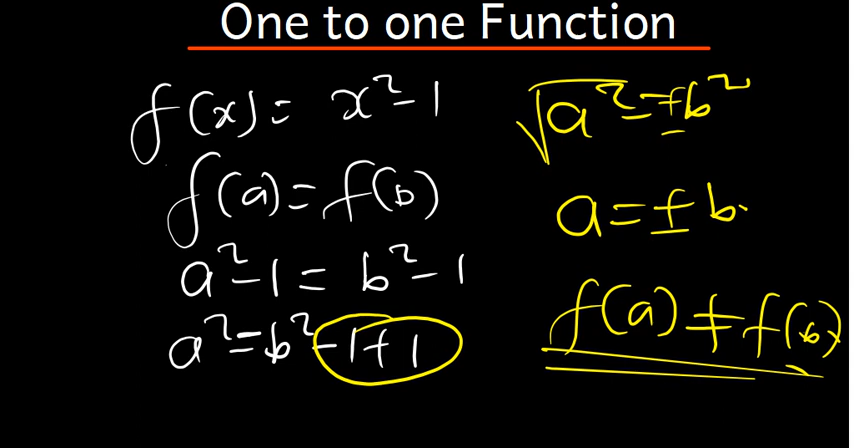 One to one Function
f(x) = x² - 1
f(a) = f(b)
a² - 1 = b² - 1
a² = b² - 1 + 1
√a² = ±b²
a = ± b
f(a) ≠ f(b)